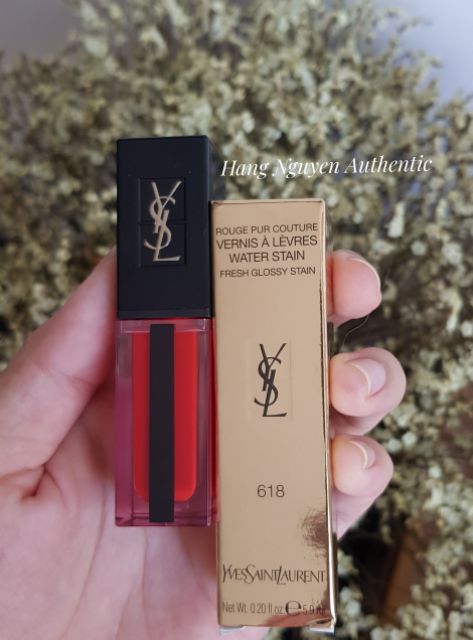 Hang Nguyen Authentic
YSL
ROUGE PUR COUTURE
VERNIS À LÈVRES
WATER STAIN
FRESH GLOSSY STAIN
YSL
618
YVESSAINTLAURENT
Net Wt. 0.20 fl.oz. ℮ 5.9 ml